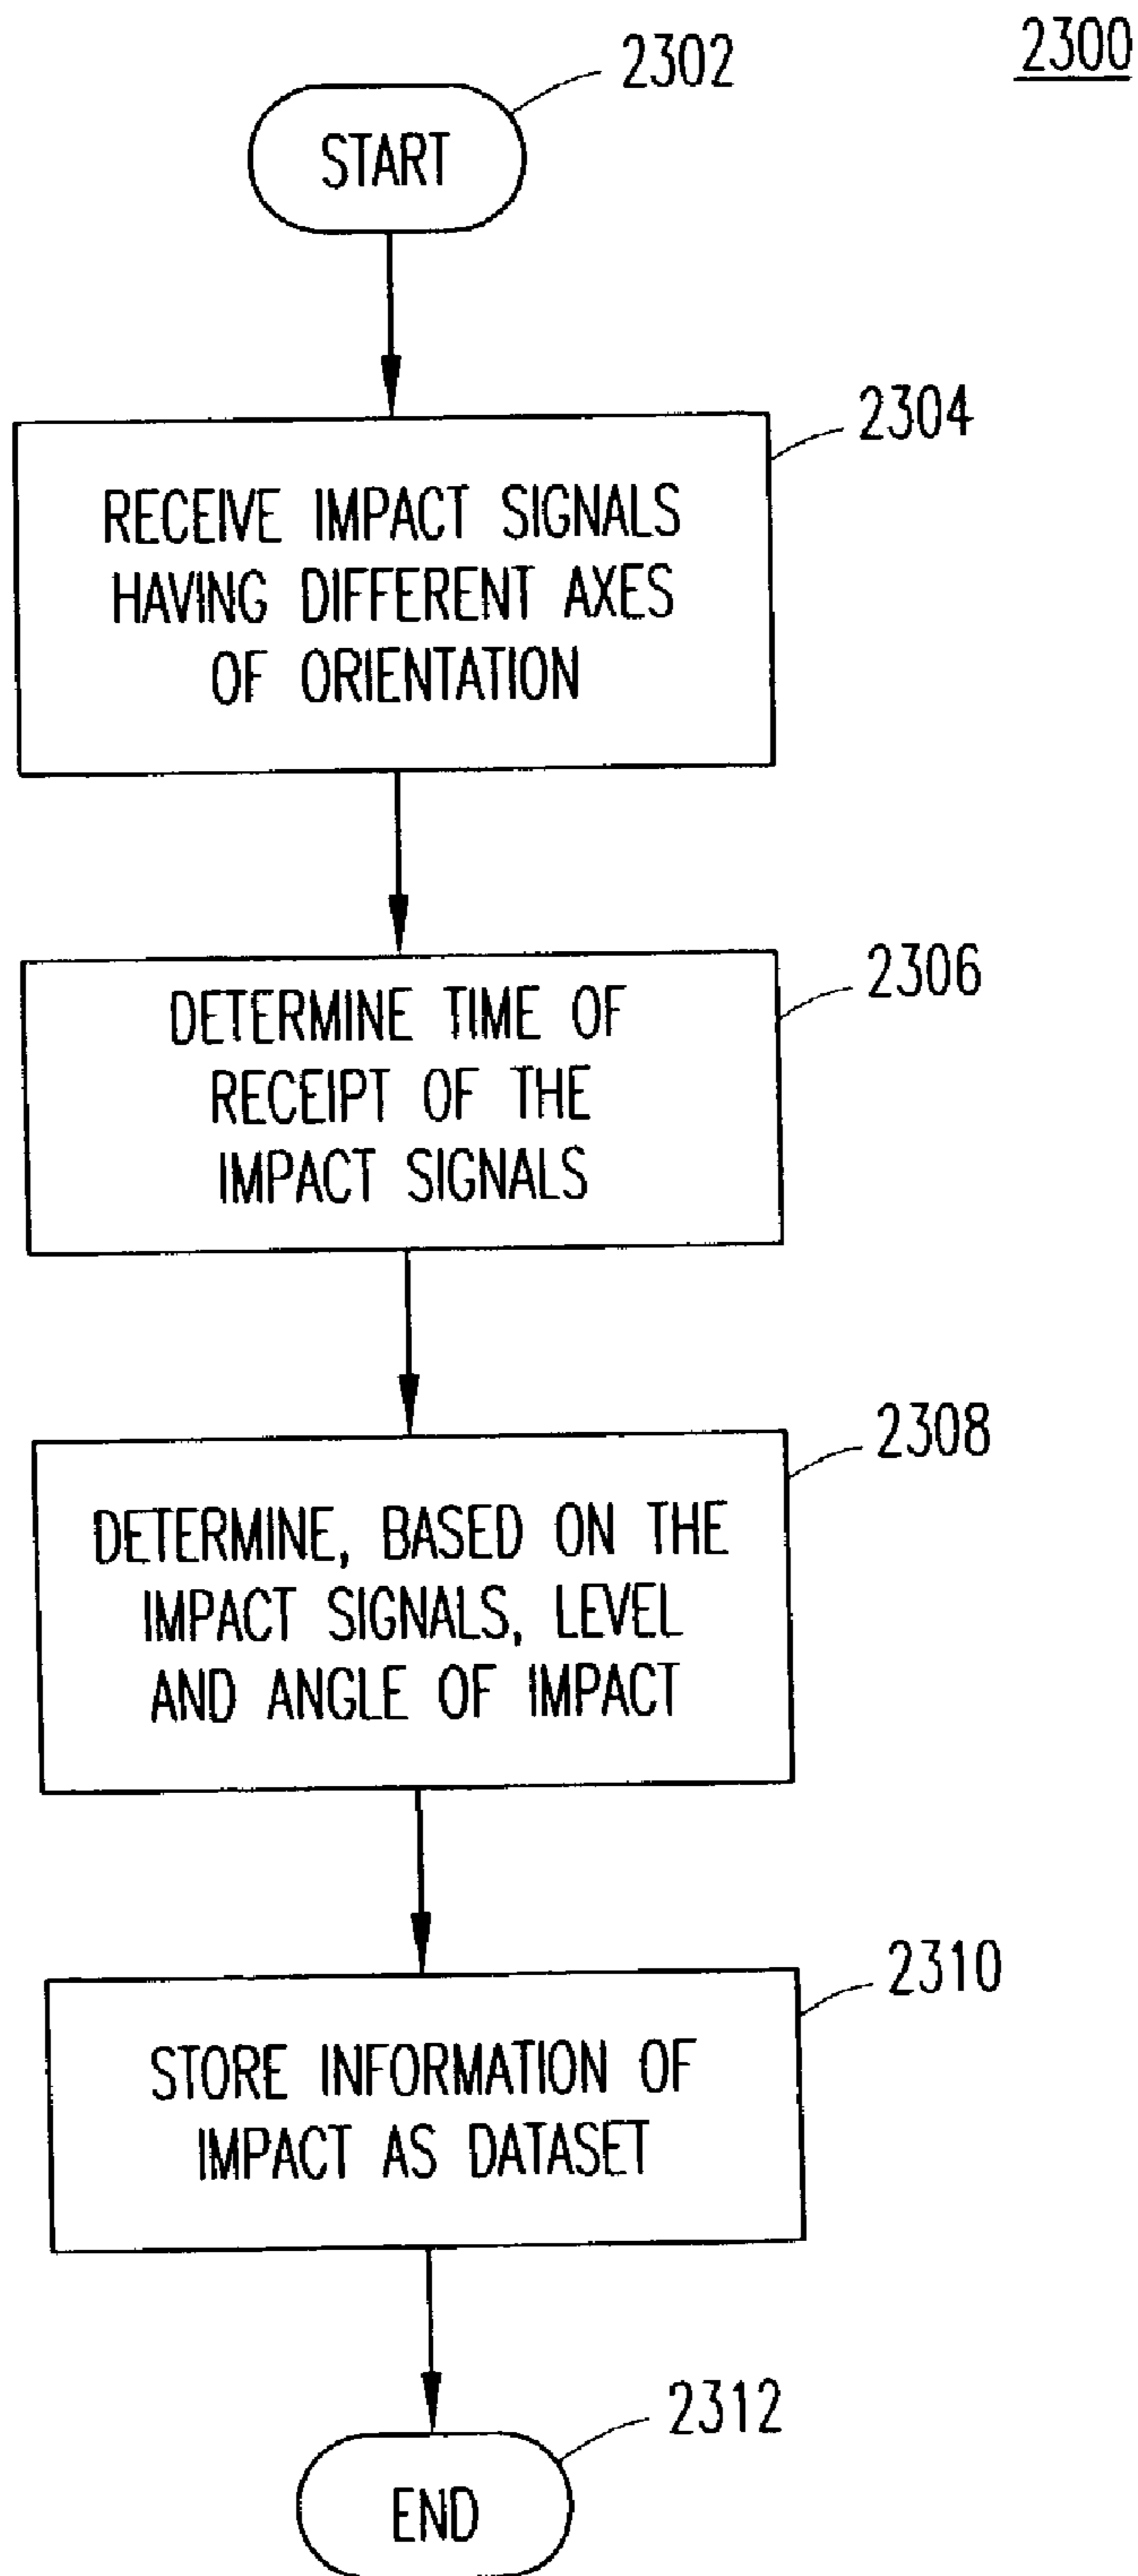 2300
2302
START
2304
RECEIVE IMPACT SIGNALS
HAVING DIFFERENT AXES
OF ORIENTATION
2306
DETERMINE TIME OF
RECEIPT OF THE
IMPACT SIGNALS
2308
DETERMINE, BASED ON THE
IMPACT SIGNALS, LEVEL
AND ANGLE OF IMPACT
2310
STORE INFORMATION OF
IMPACT AS DATASET
2312
END